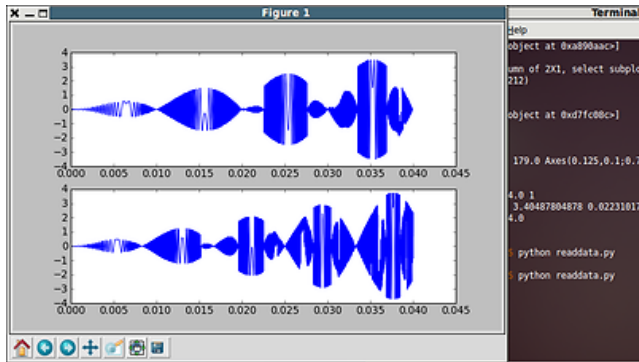 Figure 1
Terminal
Help
4
3
2
1
0
−1
−2
−3
−4
0.000 0.005 0.010 0.015 0.020 0.025 0.030 0.035 0.040 0.045
4
3
2
1
0
−1
−2
−3
−4
0.000 0.005 0.010 0.015 0.020 0.025 0.030 0.035 0.040 0.045
object at 0xa890aac>]
umn of 2X1, select subplo
212)
object at 0xd7fc08c>]
179.0 Axes(0.125,0.1;0.7
4.0 1
3.40487804878 0.02231017
4.0
$ python readdata.py
$ python readdata.py